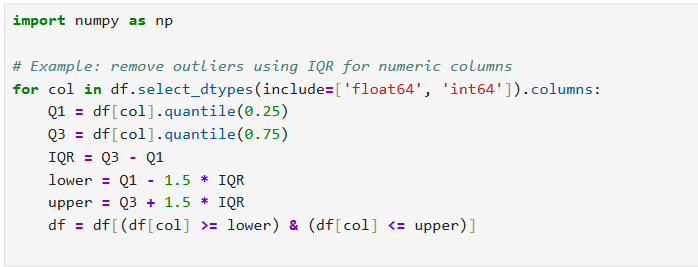 import numpy as np
# Example: remove outliers using IQR for numeric columns
for col in df.select_dtypes(include=['float64', 'int64']).columns:
    Q1 = df[col].quantile(0.25)
    Q3 = df[col].quantile(0.75)
    IQR = Q3 - Q1
    lower = Q1 - 1.5 * IQR
    upper = Q3 + 1.5 * IQR
    df = df[(df[col] >= lower) & (df[col] <= upper)]